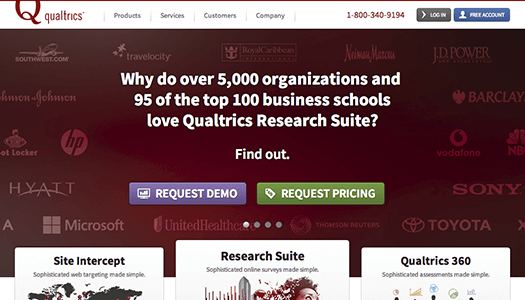 Q qualtrics
Products Services Customers Company 1-800-340-9194 LOG IN FREE ACCOUNT
SOUTHWEST.COM travelocity RoyalCaribbean INTERNATIONAL Neiman Marcus J.D. POWER
Why do over 5,000 organizations and
95 of the top 100 business schools
love Qualtrics Research Suite?
Johnson BARCLAY
ot Locker hp vodafone NBC
Find out.
HYATT REQUEST DEMO REQUEST PRICING SONY
A Microsoft UnitedHealthcare THOMSON REUTERS TOYOTA X
Site Intercept Research Suite Qualtrics 360
Sophisticated web targeting made simple. Sophisticated online surveys made simple. Sophisticated assessments made simple.